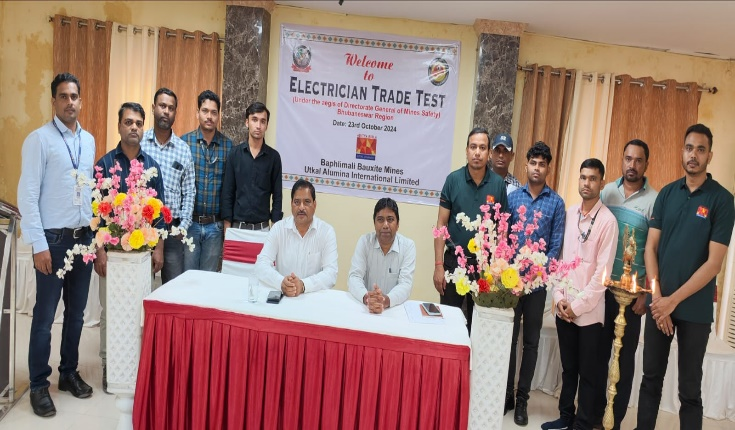 Welcome
to
ELECTRICIAN TRADE TEST
(Under the aegis of Directorate General of Mines Safety)
Bhubaneswar Region
Date: 23rd October 2024
Baphlimali Bauxite Mines
Utkal Alumina International Limited